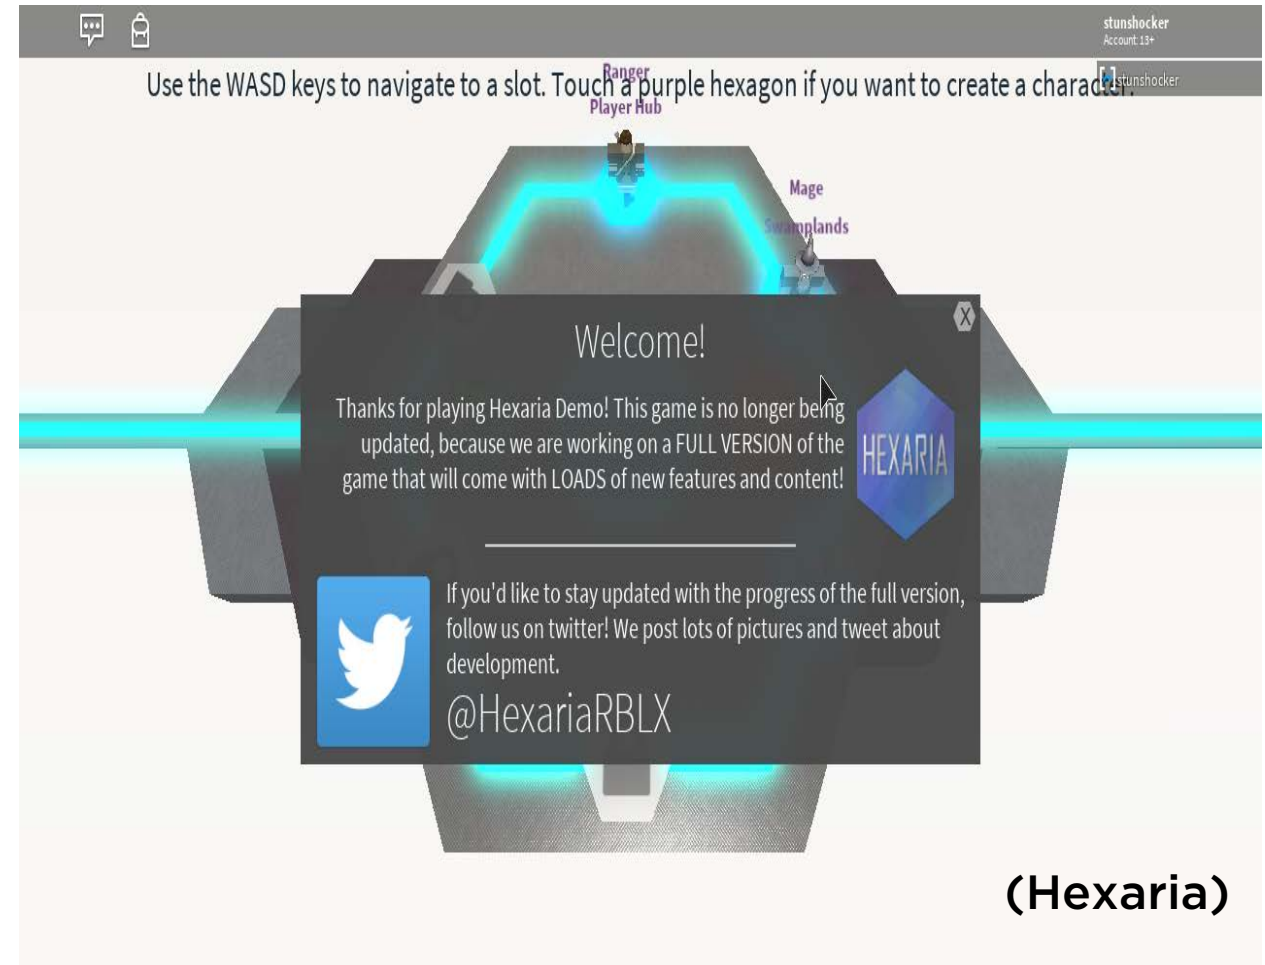 stunshocker
Account: 13+
stunshocker
Use the WASD keys to navigate to a slot. Touch a purple hexagon if you want to create a character.
Ranger
Player Hub
Mage
Swamplands
X
Welcome!
Thanks for playing Hexaria Demo! This game is no longer being
updated, because we are working on a FULL VERSION of the
game that will come with LOADS of new features and content!
HEXARIA
If you'd like to stay updated with the progress of the full version,
follow us on twitter! We post lots of pictures and tweet about
development.
@HexariaRBLX
(Hexaria)